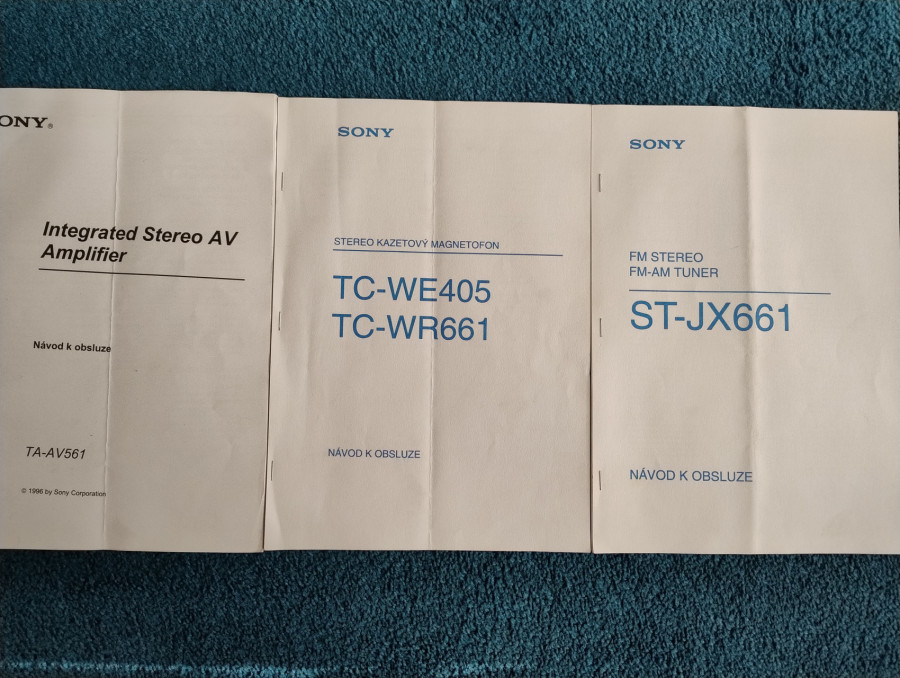 SONY®
Integrated Stereo AV
Amplifier
Návod k obsluze
TA-AV561
© 1996 by Sony Corporation
SONY
STEREO KAZETOVÝ MAGNETOFON
TC-WE405
TC-WR661
NÁVOD K OBSLUZE
SONY
FM STEREO
FM-AM TUNER
ST-JX661
NÁVOD K OBSLUZE